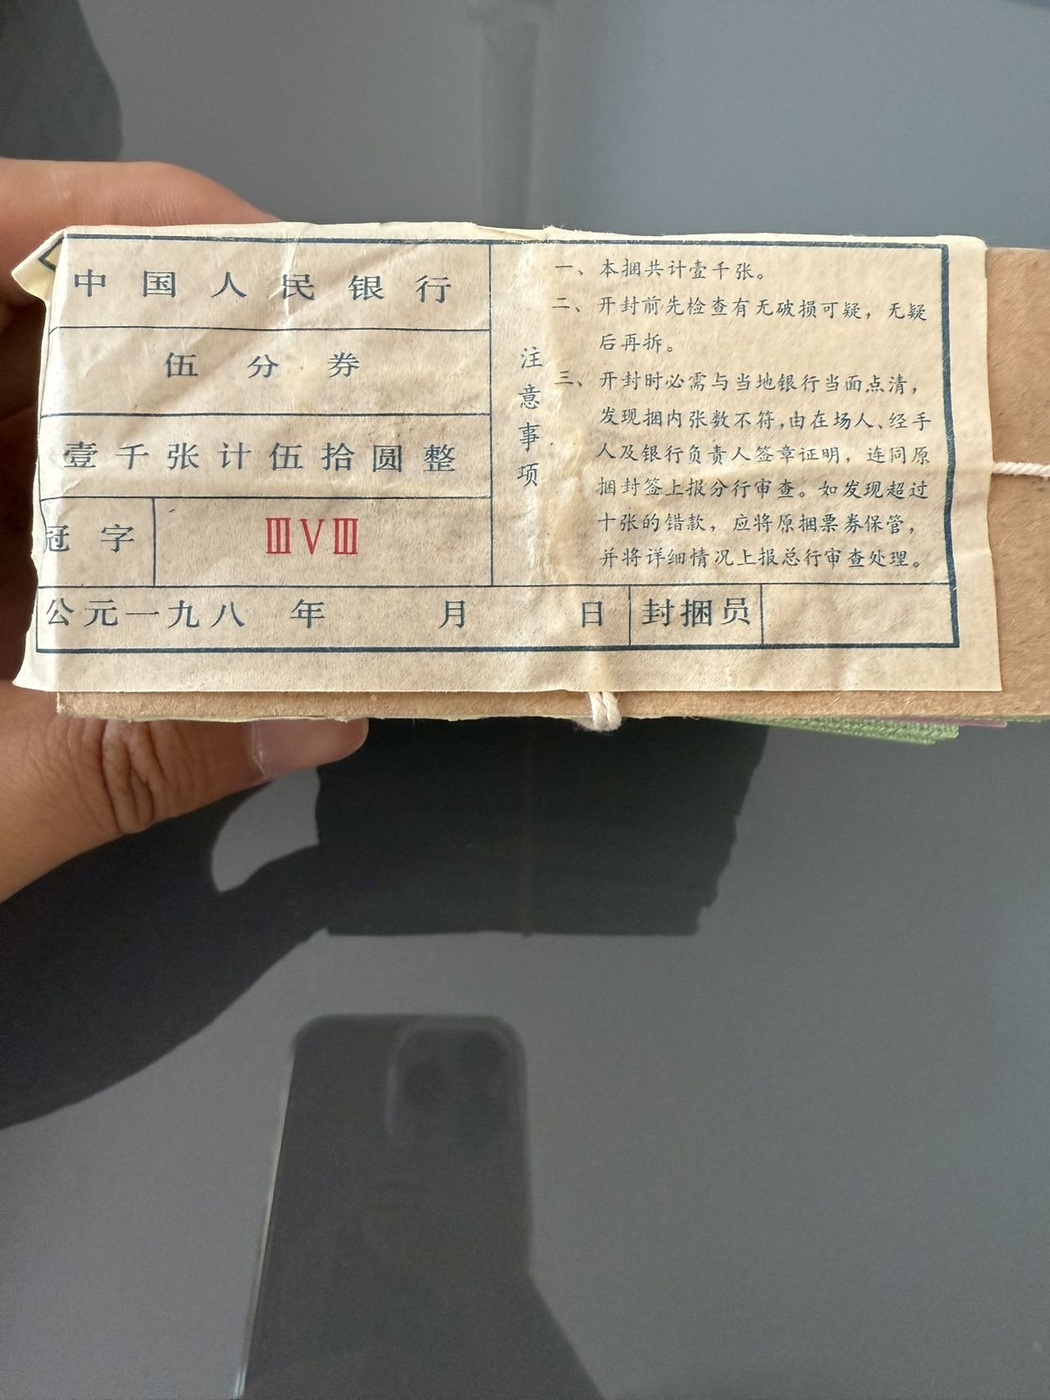 中国人民银行
伍分券
壹千张计伍拾圆整
冠字
ⅢⅤⅢ
注意事项
一、本捆共计壹千张。
二、开封前先检查有无破损可疑，无疑
后再拆。
三、开封时必需与当地银行当面点清，
发现捆内张数不符，由在场人、经手
人及银行负责人签章证明，连同原
捆封签上报分行审查。如发现超过
十张的错款，应将原捆票券保管，
并将详细情况上报总行审查处理。
公元一九八 年 月 日
封捆员